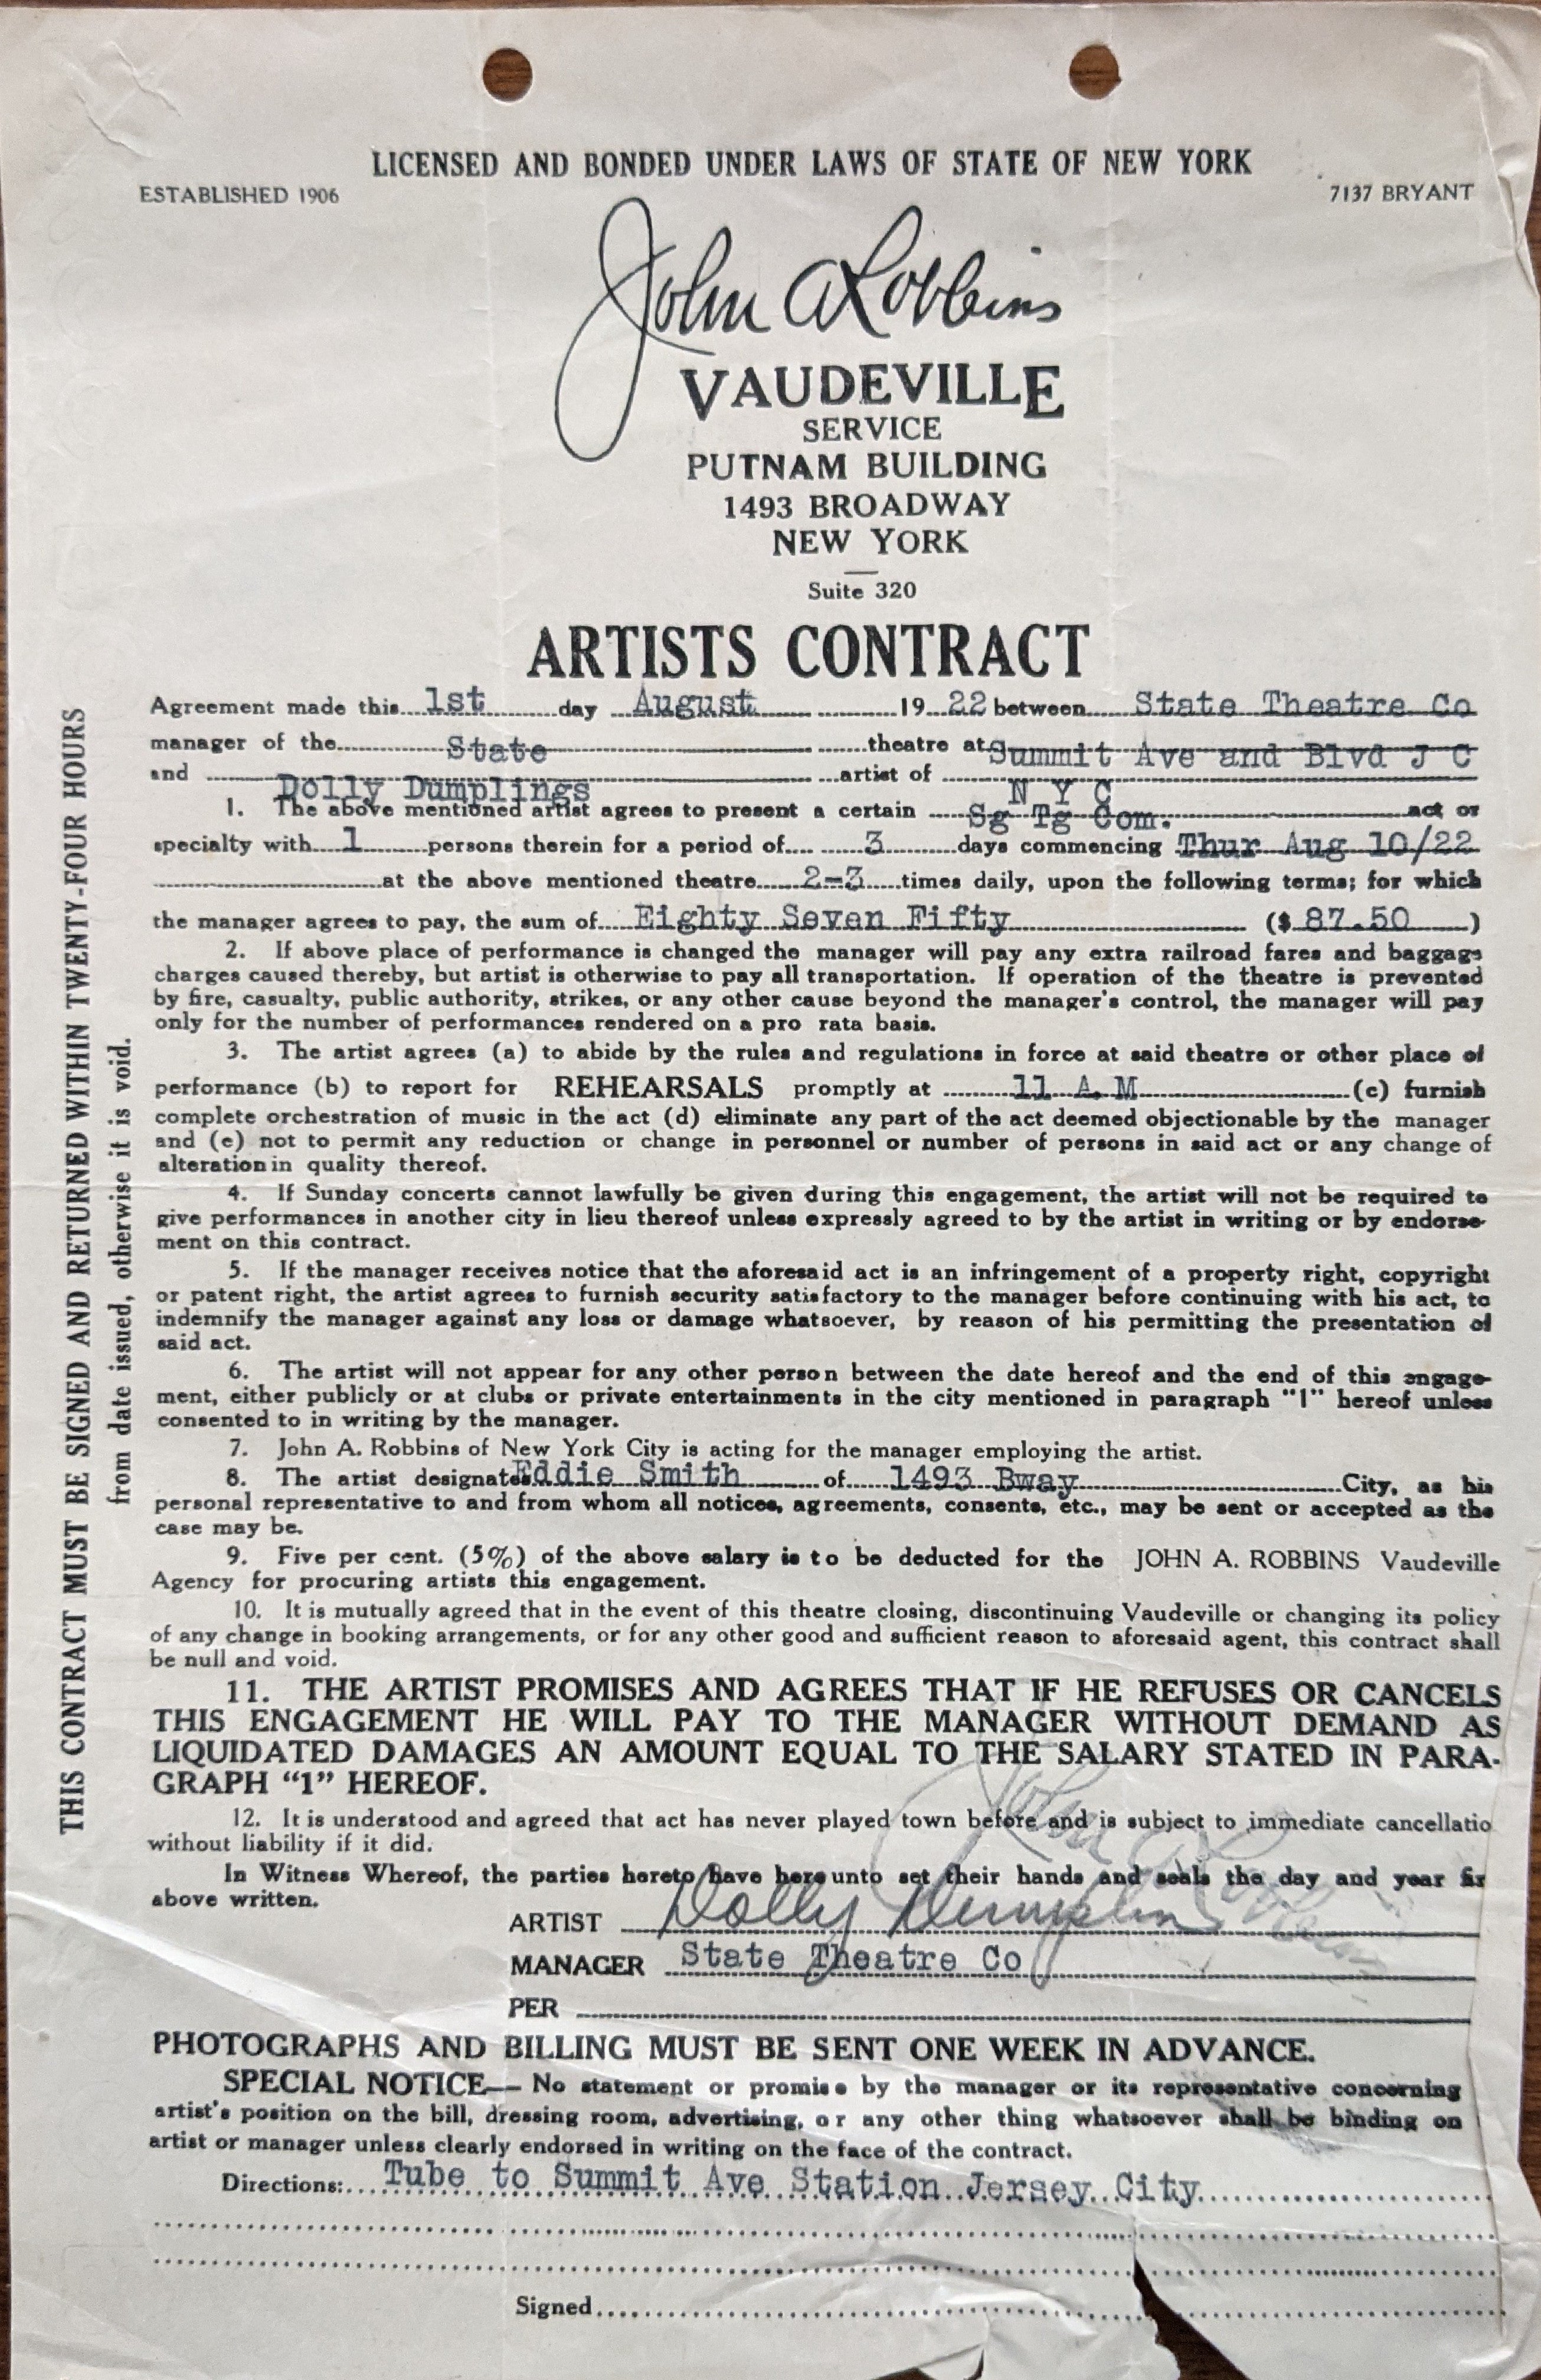 LICENSED AND BONDED UNDER LAWS OF STATE OF NEW YORK
ESTABLISHED 1906 7137 BRYANT
John A Robbins
VAUDEVILLE
SERVICE
PUTNAM BUILDING
1493 BROADWAY
NEW YORK
Suite 320
ARTISTS CONTRACT
Agreement made this 1st day August 19 22 between State Theatre Co
manager of the State theatre at Summit Ave and Blvd J C
and Dolly Dumplings artist of N Y C
1. The above mentioned artist agrees to present a certain Sg Tg Com. act or
specialty with 1 persons therein for a period of 3 days commencing Thur Aug 10/22
at the above mentioned theatre 2-3 times daily, upon the following terms; for which
the manager agrees to pay, the sum of Eighty Seven Fifty ($ 87.50 )
2. If above place of performance is changed the manager will pay any extra railroad fares and baggage
charges caused thereby, but artist is otherwise to pay all transportation. If operation of the theatre is prevented
by fire, casualty, public authority, strikes, or any other cause beyond the manager's control, the manager will pay
only for the number of performances rendered on a pro rata basis.
3. The artist agrees (a) to abide by the rules and regulations in force at said theatre or other place of
performance (b) to report for REHEARSALS promptly at 11 A.M (c) furnish
complete orchestration of music in the act (d) eliminate any part of the act deemed objectionable by the manager
and (e) not to permit any reduction or change in personnel or number of persons in said act or any change of
alteration in quality thereof.
4. If Sunday concerts cannot lawfully be given during this engagement, the artist will not be required to
give performances in another city in lieu thereof unless expressly agreed to by the artist in writing or by endorse-
ment on this contract.
5. If the manager receives notice that the aforesaid act is an infringement of a property right, copyright
or patent right, the artist agrees to furnish security satisfactory to the manager before continuing with his act, to
indemnify the manager against any loss or damage whatsoever, by reason of his permitting the presentation of
said act.
6. The artist will not appear for any other person between the date hereof and the end of this engage-
ment, either publicly or at clubs or private entertainments in the city mentioned in paragraph "1" hereof unless
consented to in writing by the manager.
7. John A. Robbins of New York City is acting for the manager employing the artist.
8. The artist designates Eddie Smith of 1493 Bway City, as his
personal representative to and from whom all notices, agreements, consents, etc., may be sent or accepted as the
case may be.
9. Five per cent. (5%) of the above salary is to be deducted for the JOHN A. ROBBINS Vaudeville
Agency for procuring artists this engagement.
10. It is mutually agreed that in the event of this theatre closing, discontinuing Vaudeville or changing its policy
of any change in booking arrangements, or for any other good and sufficient reason to aforesaid agent, this contract shall
be null and void.
11. THE ARTIST PROMISES AND AGREES THAT IF HE REFUSES OR CANCELS
THIS ENGAGEMENT HE WILL PAY TO THE MANAGER WITHOUT DEMAND AS
LIQUIDATED DAMAGES AN AMOUNT EQUAL TO THE SALARY STATED IN PARA-
GRAPH "1" HEREOF.
12. It is understood and agreed that act has never played town before and is subject to immediate cancellatio
without liability if it did.
In Witness Whereof, the parties hereto have hereunto set their hands and seals the day and year fir
above written.
John A Robbins
ARTIST Dolly Dumplins
MANAGER State Theatre Co
PER
PHOTOGRAPHS AND BILLING MUST BE SENT ONE WEEK IN ADVANCE.
SPECIAL NOTICE— No statement or promise by the manager or its representative concerning
artist's position on the bill, dressing room, advertising, or any other thing whatsoever shall be binding on
artist or manager unless clearly endorsed in writing on the face of the contract.
Directions: Tube to Summit Ave Station Jersey City
Signed
THIS CONTRACT MUST BE SIGNED AND RETURNED WITHIN TWENTY-FOUR HOURS
from date issued, otherwise it is void.